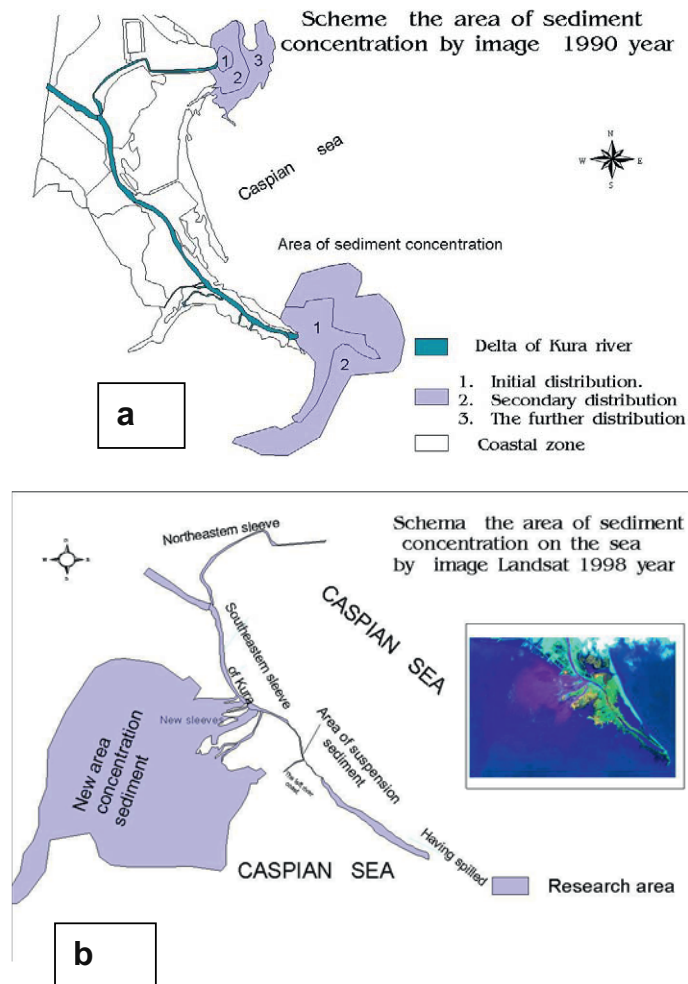 Scheme the area of sediment
concentration by image 1990 year
1
2
3
N
W
E
S
Caspian sea
Area of sediment concentration
1
2
Delta of Kura river
1. Initial distribution.
2. Secondary distribution
3. The further distribution
Coastal zone
a
Schema the area of sediment
concentration on the sea
by image Landsat 1998 year
Northeastern sleeve
CASPIAN SEA
Southeastern sleeve
of Kura
New sleeves
New area
concentration
sediment
Area of suspension
sediment
The left over
Having spilled
CASPIAN SEA
Research area
b